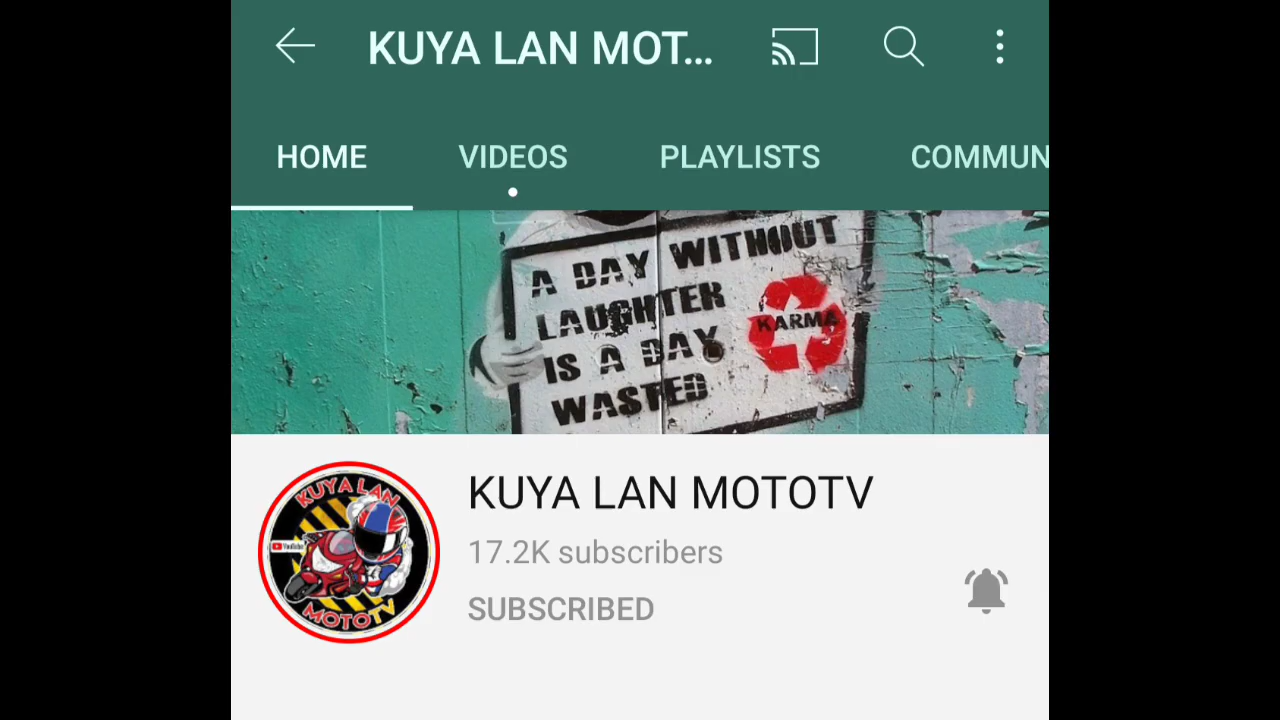 KUYA LAN MOT...
HOME VIDEOS PLAYLISTS COMMUN
A DAY WITHOUT
LAUGHTER
IS A DAY
WASTED
KARMA
KUYA LAN
YouTube
MOTOTV
KUYA LAN MOTOTV
17.2K subscribers
SUBSCRIBED